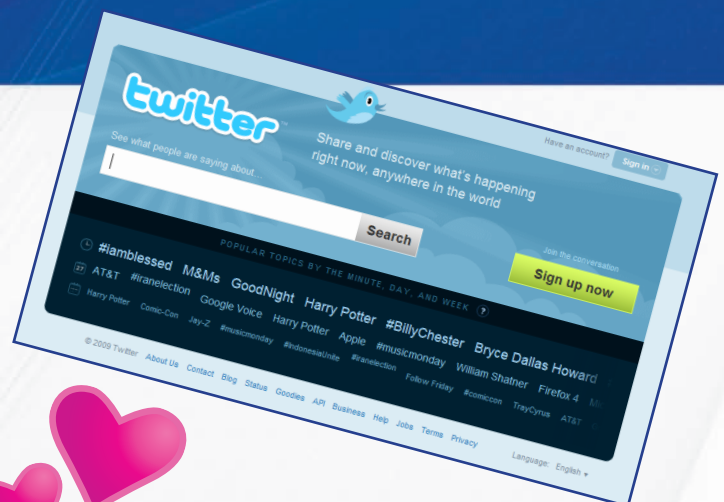 twitter
Have an account? Sign in
Share and discover what's happening
right now, anywhere in the world
See what people are saying about...
Search
Join the conversation
Sign up now
POPULAR TOPICS BY THE MINUTE, DAY, AND WEEK ?
#iamblessed M&Ms GoodNight Harry Potter #BillyChester Bryce Dallas Howard
27 AT&T #iranelection Google Voice Harry Potter Apple #musicmonday William Shatner Firefox 4
Harry Potter Comic-Con Jay-Z #musicmonday #indonesiaUnite #iranelection Follow Friday #comiccon TrayCyrus AT&T
© 2009 Twitter About Us Contact Blog Status Goodies API Business Help Jobs Terms Privacy
Language: English